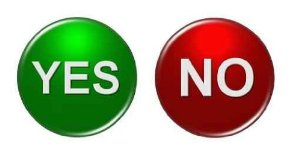 YES NO